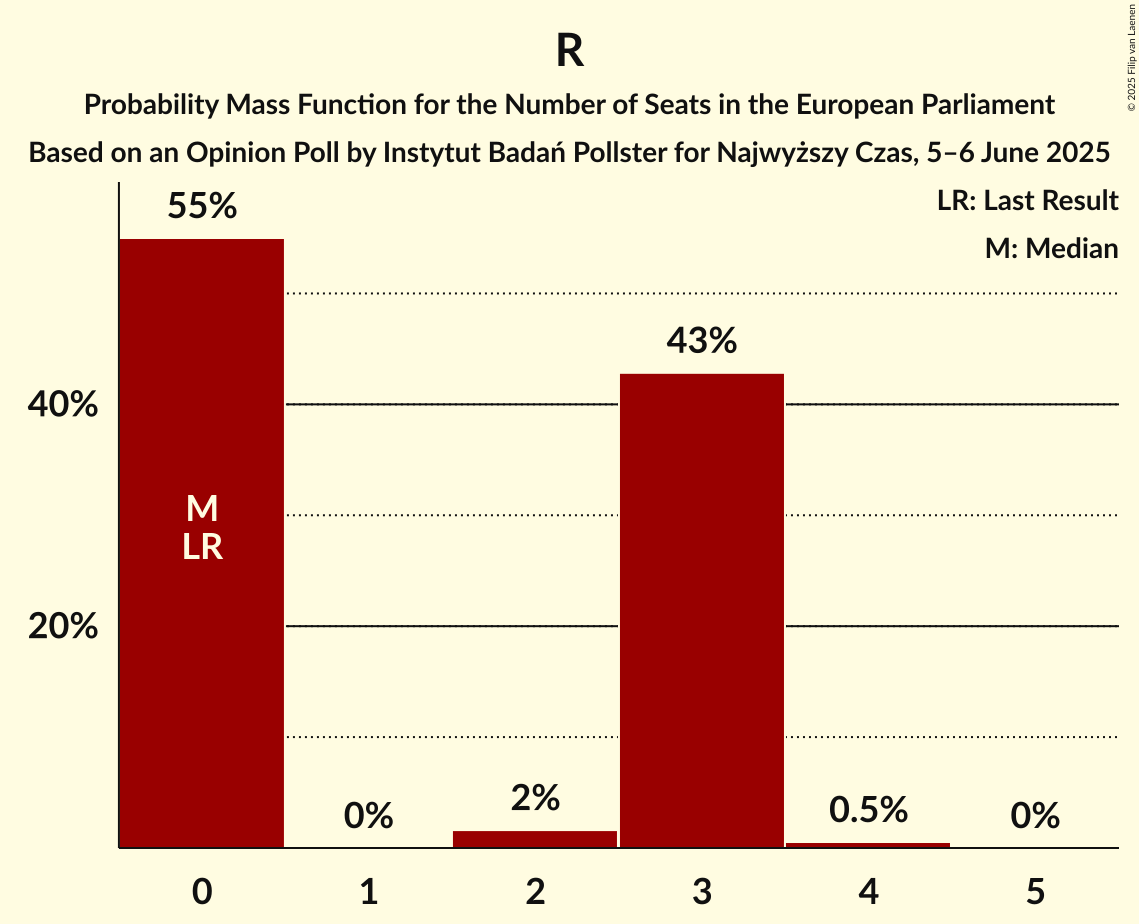 R
Probability Mass Function for the Number of Seats in the European Parliament
Based on an Opinion Poll by Instytut Badań Pollster for Najwyższy Czas, 5–6 June 2025
© 2025 Filip van Laenen
LR: Last Result
M: Median
55%
43%
40%
M
LR
20%
0%
2%
0.5%
0%
0 1 2 3 4 5